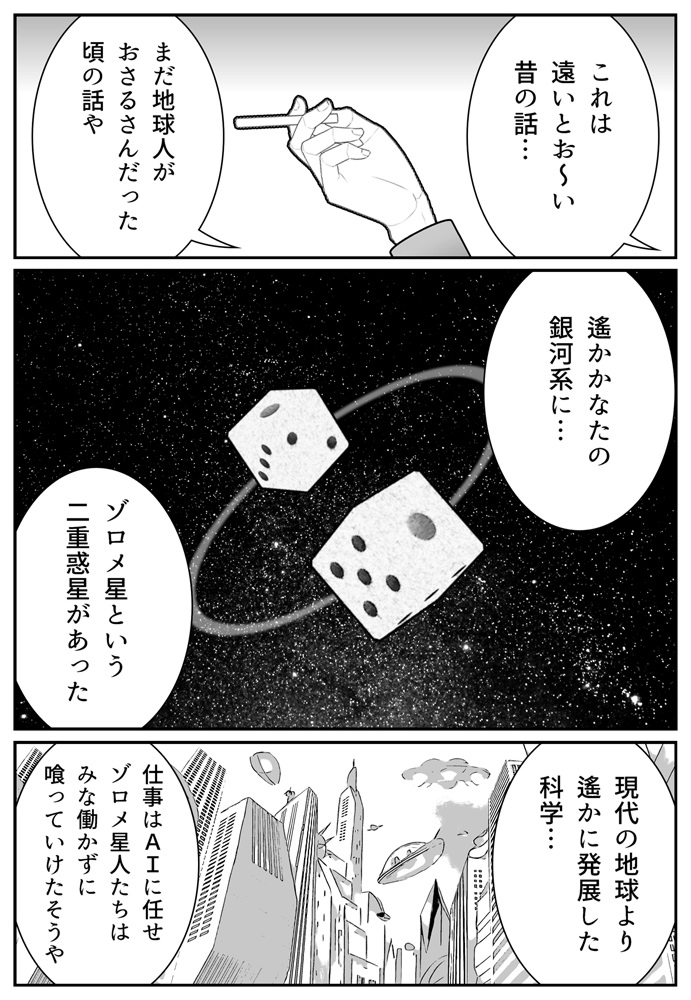 これは
遠いとお〜い
昔の話…
まだ地球人が
おさるさんだった
頃の話や
遙かかなたの
銀河系に…
ゾロメ星という
二重惑星があった
現代の地球より
遙かに発展した
科学…
仕事はＡＩに任せ
ゾロメ星人たちは
みな働かずに
喰っていけたそうや